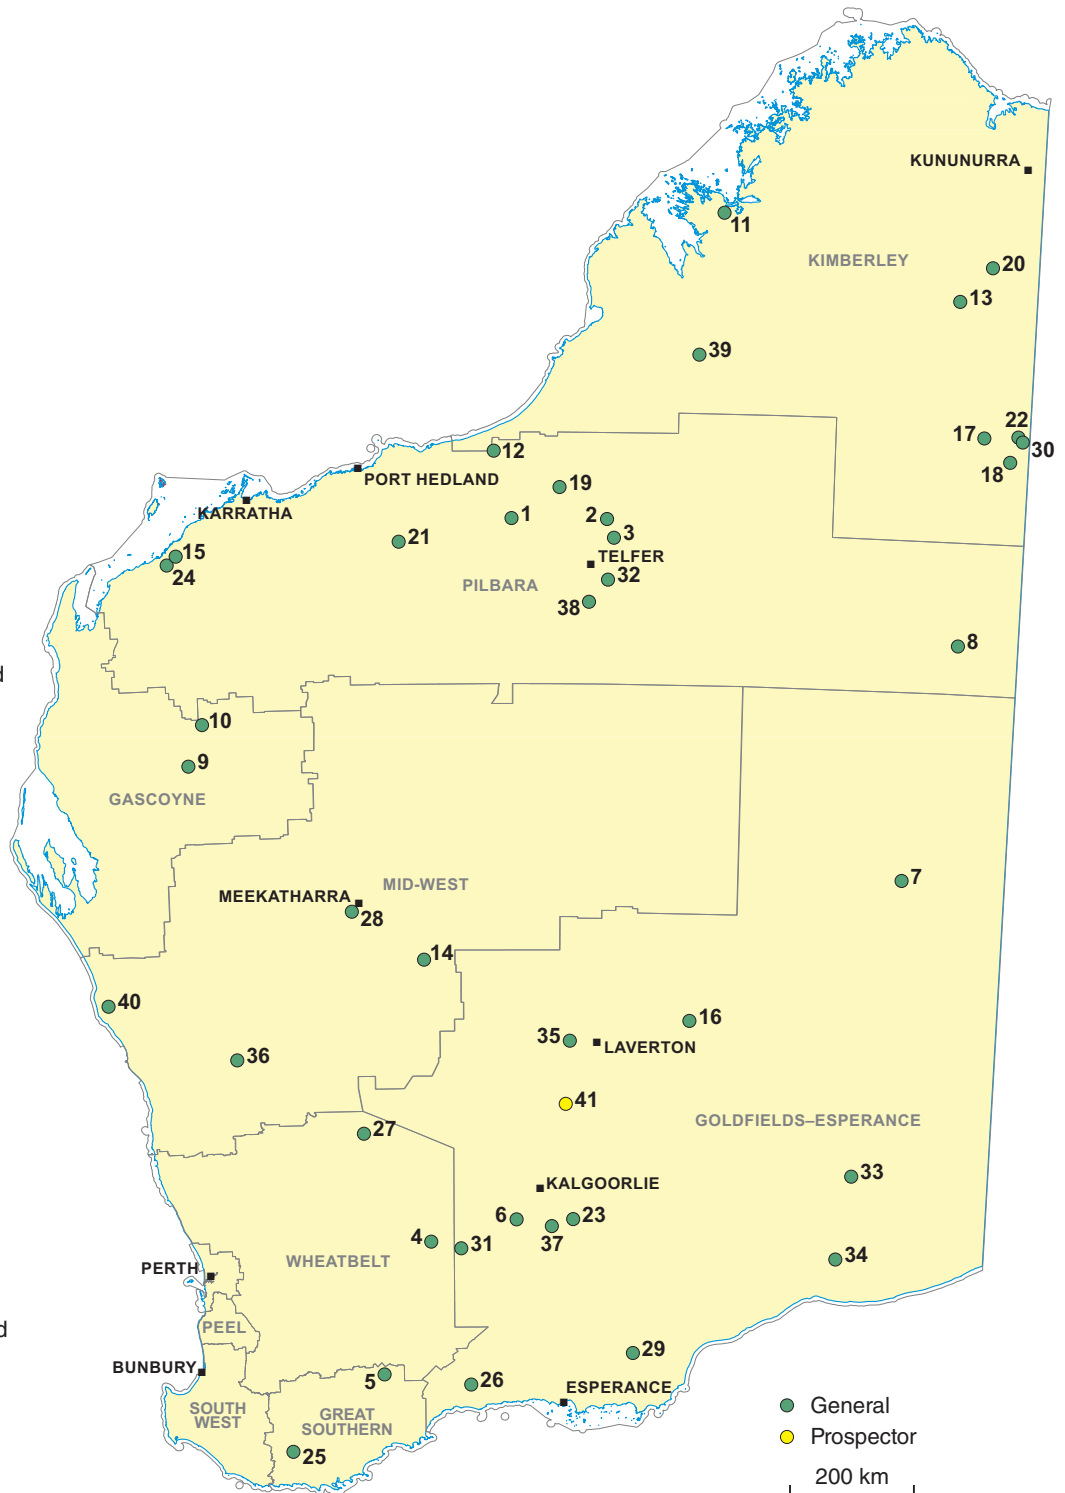 KUNUNURRA
11
KIMBERLEY
20
13
39
22
17
30
18
12
PORT HEDLAND
19
KARRATHA
1
2
3
21
15
TELFER
24
32
PILBARA
38
8
d
10
9
GASCOYNE
7
MID-WEST
MEEKATHARRA
28
14
40
16
35
LAVERTON
36
41
GOLDFIELDS–ESPERANCE
27
33
KALGOORLIE
6
23
4
37
31
34
WHEATBELT
PERTH
PEEL
d
29
BUNBURY
5
26
ESPERANCE
SOUTH
WEST
GREAT
SOUTHERN
25
General
Prospector
200 km